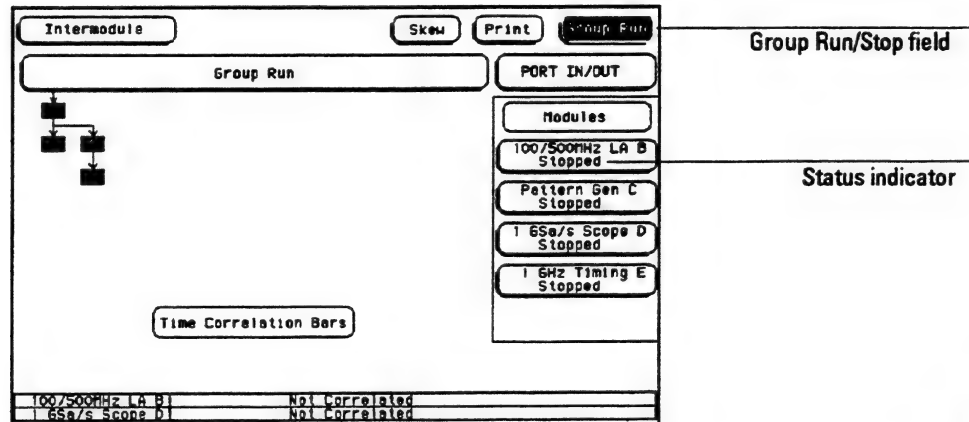 Intermodule
Skew
Print
Group Run
Group Run/Stop field
Group Run
PORT IN/OUT
Modules
100/500MHz LA B
Stopped
Status indicator
Pattern Gen C
Stopped
1 GSa/s Scope D
Stopped
1 GHz Timing E
Stopped
Time Correlation Bars
100/500MHz LA B
Not Correlated
1 GSa/s Scope D
Not Correlated